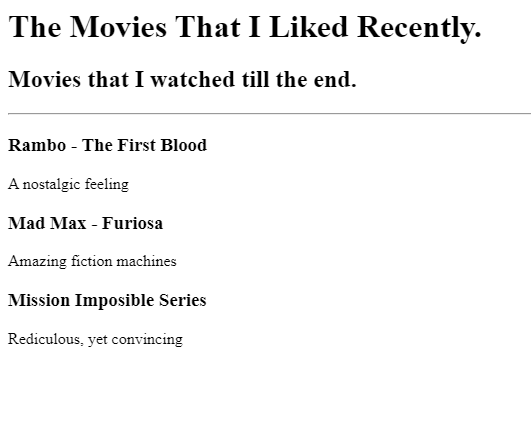 The Movies That I Liked Recently.
Movies that I watched till the end.
Rambo - The First Blood
A nostalgic feeling
Mad Max - Furiosa
Amazing fiction machines
Mission Imposible Series
Rediculous, yet convincing